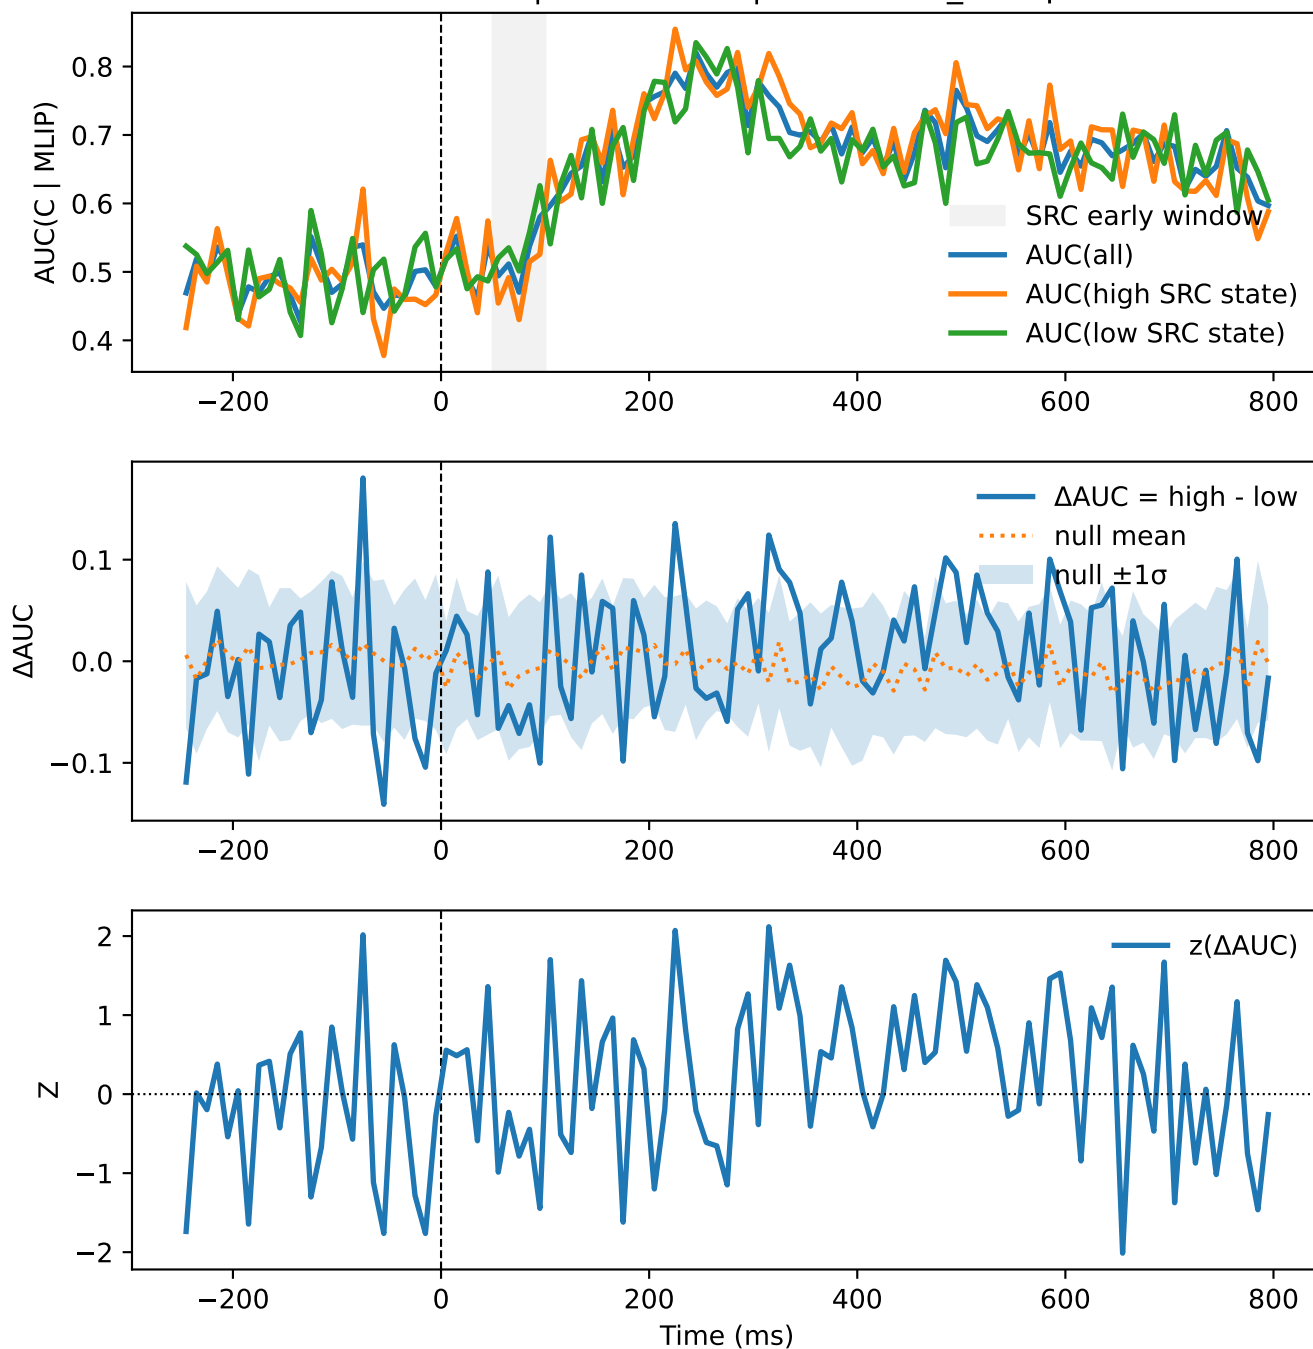 AUC(C | MLIP)
0.8
0.7
0.6
0.5
0.4
SRC early window
AUC(all)
AUC(high SRC state)
AUC(low SRC state)
−200 0 200 400 600 800
ΔAUC
0.1
0.0
−0.1
ΔAUC = high - low
null mean
null ±1σ
−200 0 200 400 600 800
Z
2
1
0
−1
−2
z(ΔAUC)
−200 0 200 400 600 800
Time (ms)